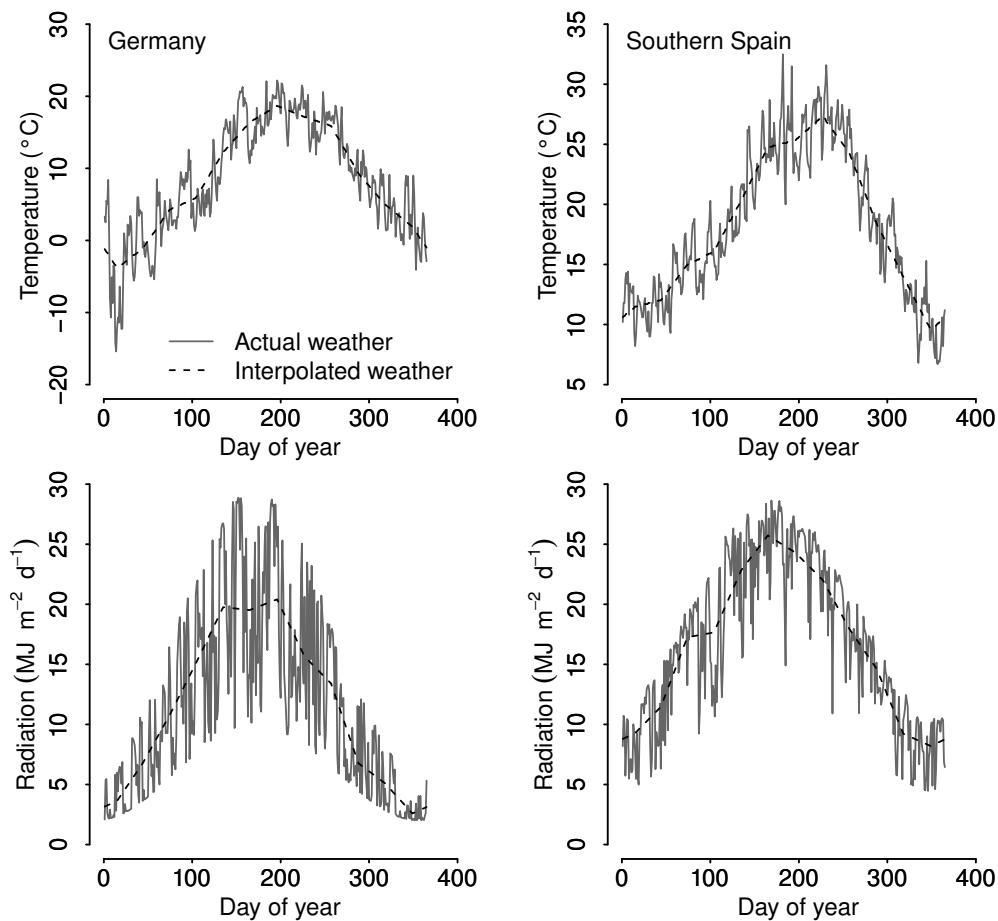 Germany
Temperature (°C)
30
20
10
0
−10
−20
Actual weather
Interpolated weather
0 100 200 300 400
Day of year
Southern Spain
Temperature (°C)
35
30
25
20
15
10
5
0 100 200 300 400
Day of year
Radiation (MJ m⁻² d⁻¹)
30
25
20
15
10
5
0
0 100 200 300 400
Day of year
Radiation (MJ m⁻² d⁻¹)
30
25
20
15
10
5
0
0 100 200 300 400
Day of year